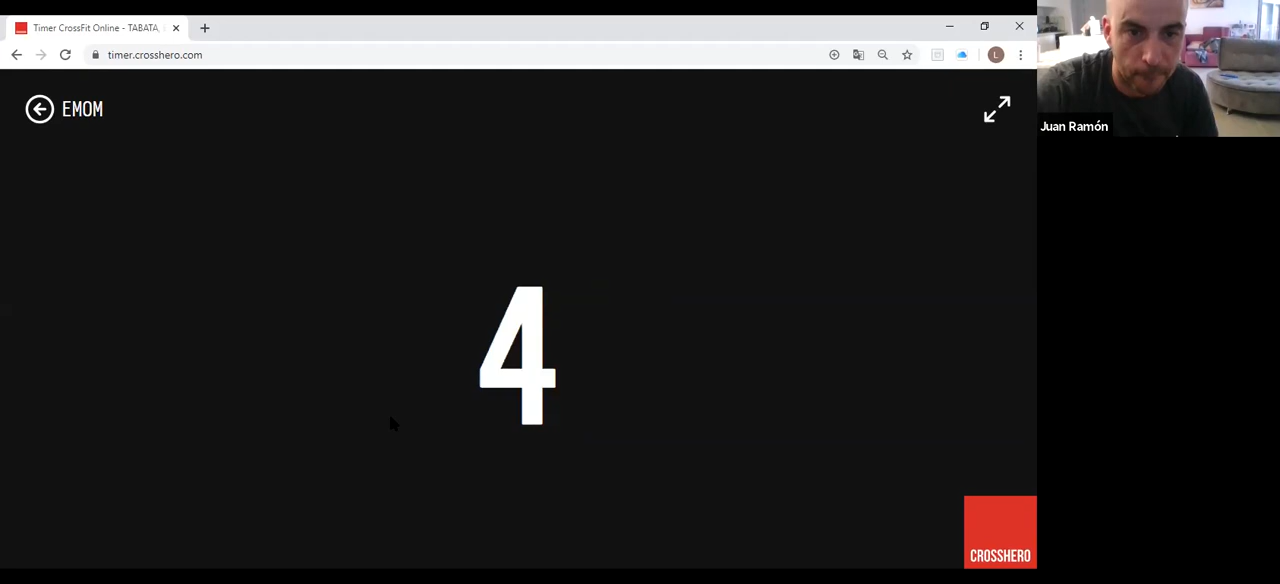 Timer CrossFit Online - TABATA,
timer.crosshero.com
L
EMOM
4
CROSSHERO
Juan Ramón